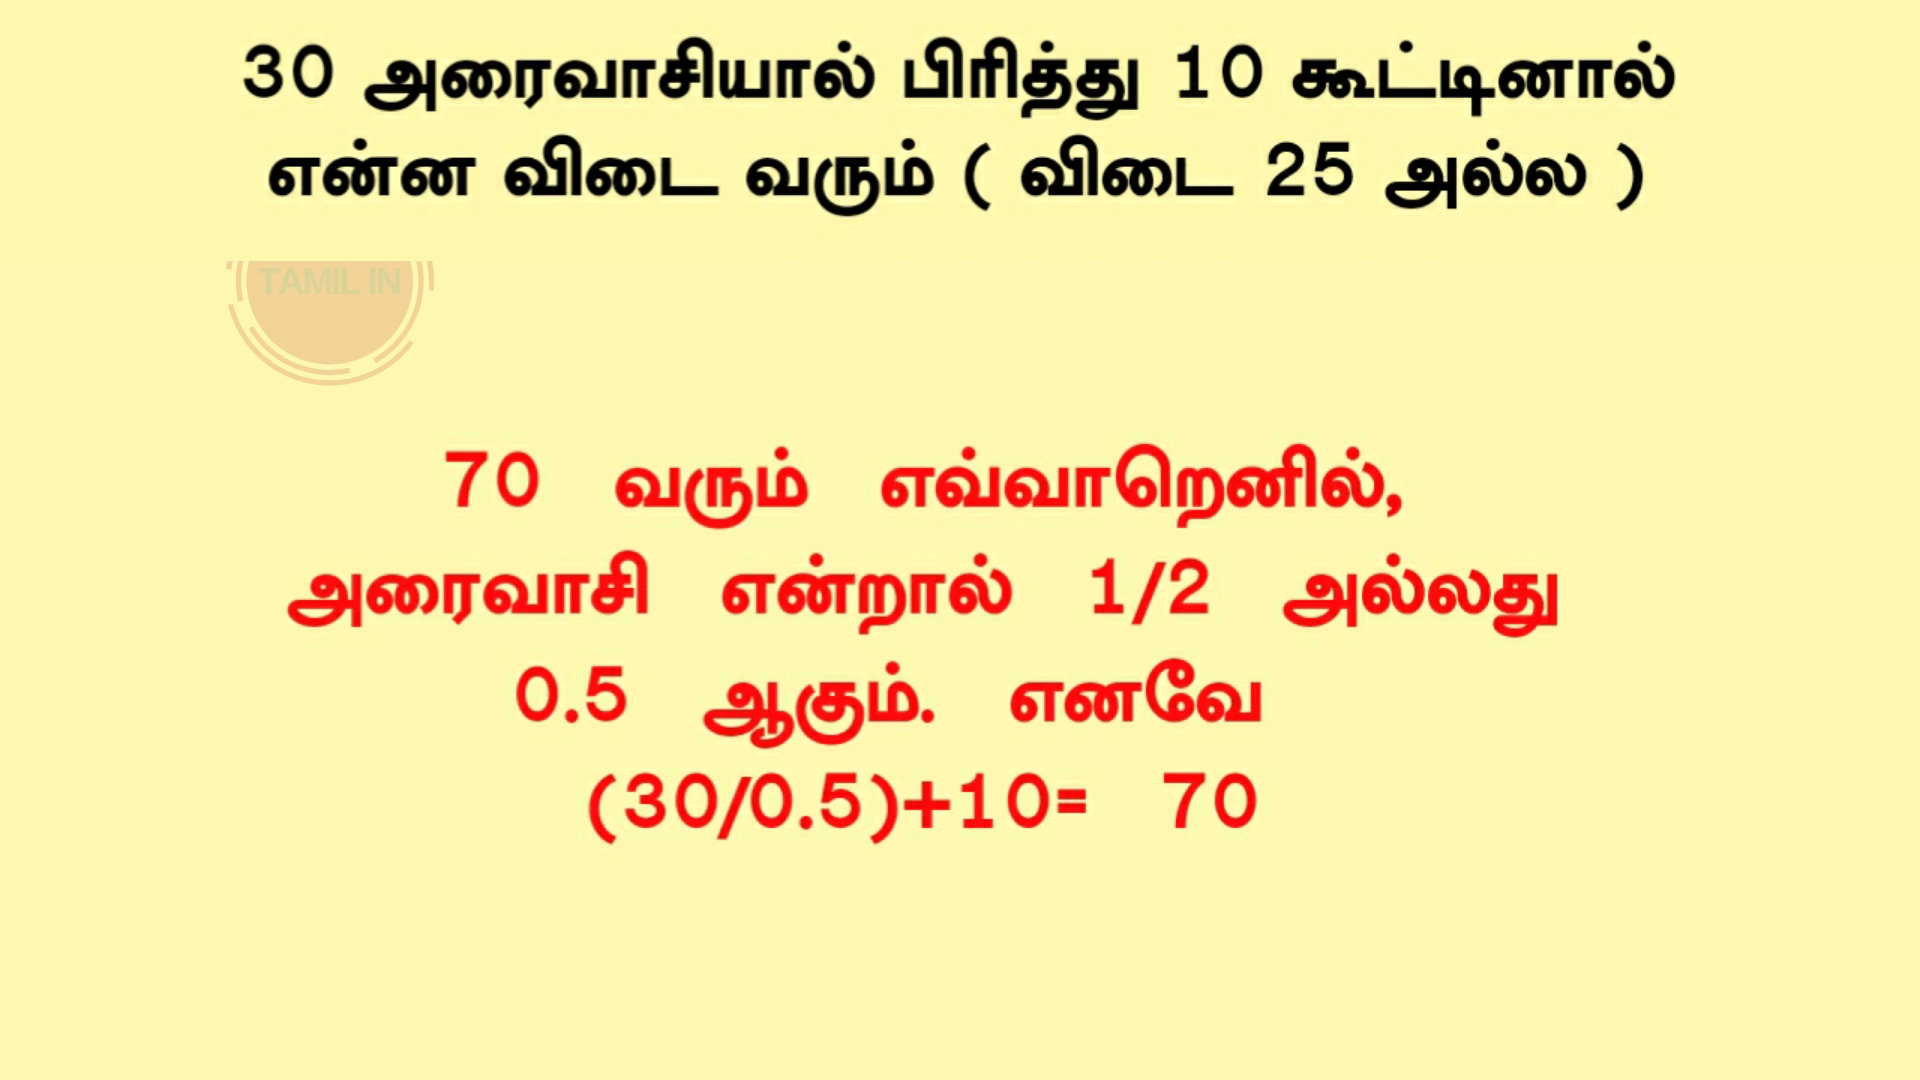 30 அரைவாசியால் பிரித்து 10 கூட்டினால்
என்ன விடை வரும் ( விடை 25 அல்ல )
TAMIL IN
70 வரும் எவ்வாறெனில்,
அரைவாசி என்றால் 1/2 அல்லது
0.5 ஆகும். எனவே
(30/0.5)+10= 70